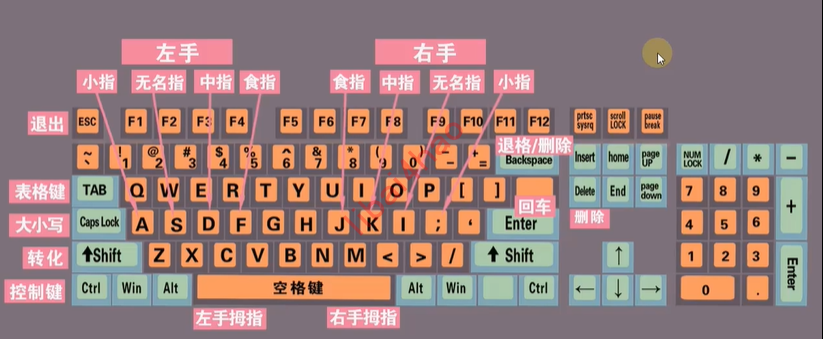 左手 右手
小指 无名指 中指 食指 食指 中指 无名指 小指
退出 ESC F1 F2 F3 F4 F5 F6 F7 F8 F9 F10 F11 F12 prtsc sysrq scroll LOCK pause break
退格/删除
~ ` ! 1 @ 2 # 3 $ 4 % 5 ^ 6 & 7 * 8 ( 9 0 _ − + = Backspace Insert home page UP NUM LOCK / * −
表格键 TAB Q W E R T Y U I O P [ ] Delete End page down 7 8 9 +
回车
大小写 Caps Lock A S D F G H J K I ; ‘ Enter 删除 4 5 6
转化 ↑Shift Z X C V B N M < > / ↑ Shift ↑ 1 2 3 Enter
控制键 Ctrl Win Alt 空格键 Alt Win Ctrl ← ↓ → 0 .
左手拇指 右手拇指